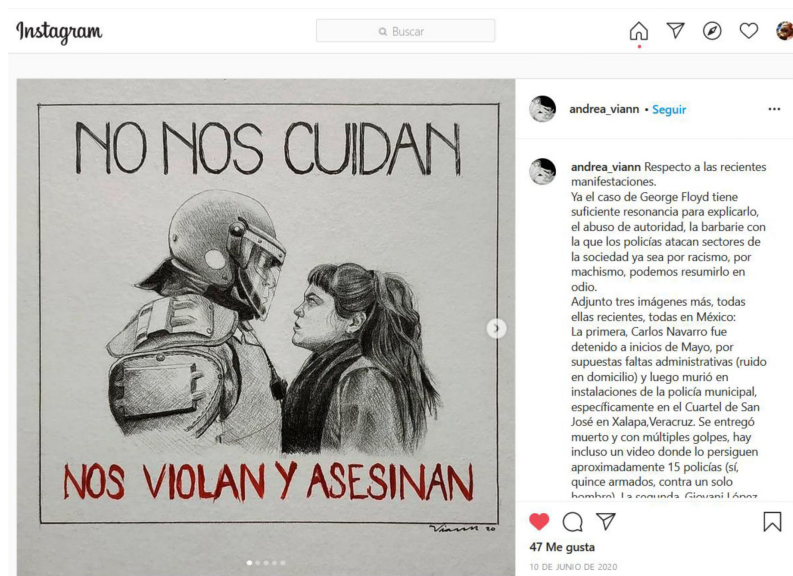 Instagram
Buscar
NO NOS CUIDAN
NOS VIOLAN Y ASESINAN
Viann 20
andrea_viann • Seguir
andrea_viann Respecto a las recientes
manifestaciones.
Ya el caso de George Floyd tiene
suficiente resonancia para explicarlo,
el abuso de autoridad, la barbarie con
la que los policías atacan sectores de
la sociedad ya sea por racismo, por
machismo, podemos resumirlo en
odio.
Adjunto tres imágenes más, todas
ellas recientes, todas en México:
La primera, Carlos Navarro fue
detenido a inicios de Mayo, por
supuestas faltas administrativas (ruido
en domicilio) y luego murió en
instalaciones de la policía municipal,
específicamente en el Cuartel de San
José en Xalapa,Veracruz. Se entregó
muerto y con múltiples golpes, hay
incluso un video donde lo persiguen
aproximadamente 15 policías (sí,
quince armados, contra un solo
hombre). La segunda, Giovani López
47 Me gusta
10 DE JUNIO DE 2020